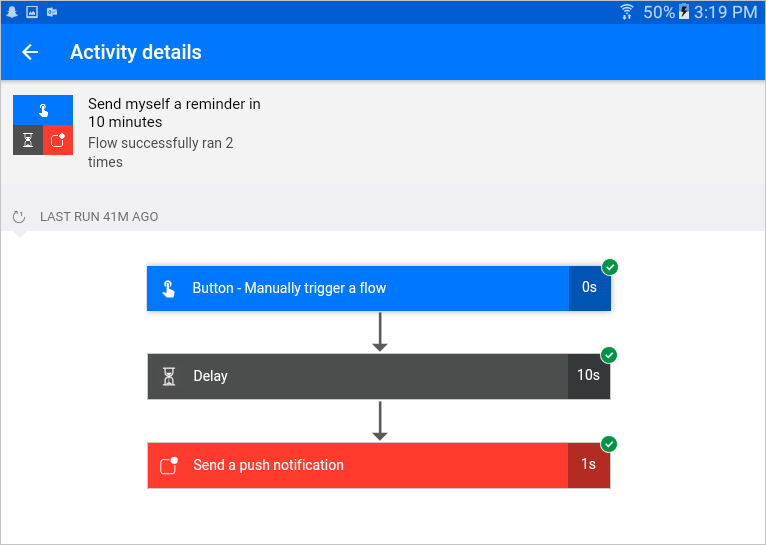 50% 3:19 PM
Activity details
Send myself a reminder in
10 minutes
Flow successfully ran 2
times
LAST RUN 41M AGO
Button - Manually trigger a flow 0s
Delay 10s
Send a push notification 1s